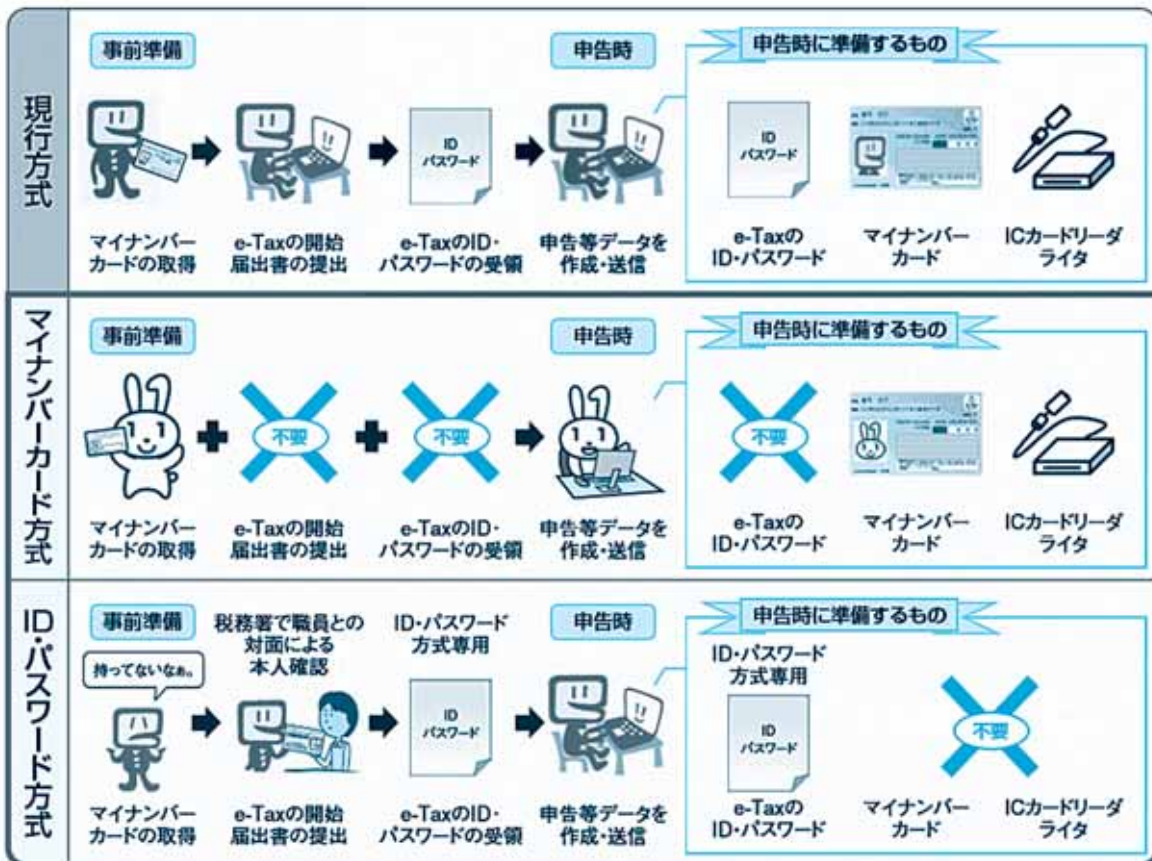 現行方式
事前準備
申告時
申告時に準備するもの
ID
パスワード
ID
パスワード
マイナンバー
カードの取得
e-Taxの開始
届出書の提出
e-TaxのID・
パスワードの受領
申告等データを
作成・送信
e-Taxの
ID・パスワード
マイナンバー
カード
ICカードリーダ
ライタ
マイナンバーカード方式
事前準備
申告時
申告時に準備するもの
不要
不要
不要
マイナンバー
カードの取得
e-Taxの開始
届出書の提出
e-TaxのID・
パスワードの受領
申告等データを
作成・送信
e-Taxの
ID・パスワード
マイナンバー
カード
ICカードリーダ
ライタ
ID・パスワード方式
事前準備
持ってないなぁ。
税務署で職員との
対面による
本人確認
ID・パスワード
方式専用
申告時
申告時に準備するもの
ID・パスワード
方式専用
ID
パスワード
ID
パスワード
不要
マイナンバー
カードの取得
e-Taxの開始
届出書の提出
e-TaxのID・
パスワードの受領
申告等データを
作成・送信
e-Taxの
ID・パスワード
マイナンバー
カード
ICカードリーダ
ライタ